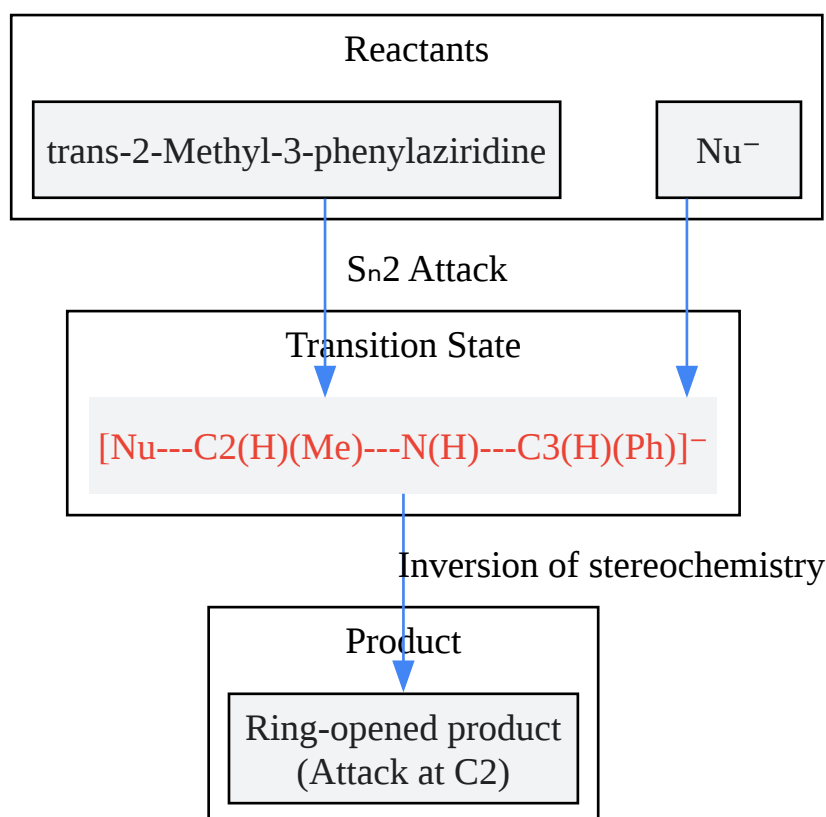 Reactants
trans-2-Methyl-3-phenylaziridine
Nu⁻
Sₙ2 Attack
Transition State
[Nu---C2(H)(Me)---N(H)---C3(H)(Ph)]⁻
Inversion of stereochemistry
Product
Ring-opened product
(Attack at C2)